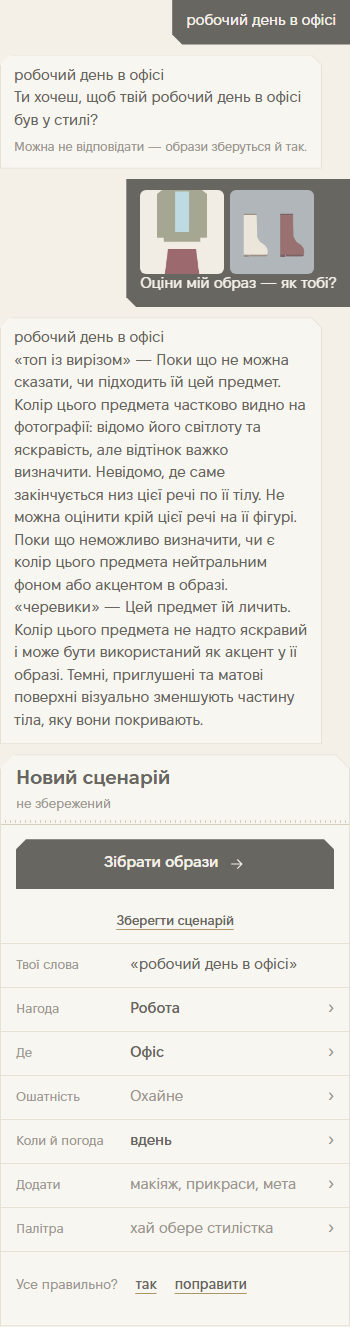 робочий день в офісі
робочий день в офісі
Ти хочеш, щоб твій робочий день в офісі
був у стилі?
Можна не відповідати — образи зберуться й так.
Оціни мій образ — як тобі?
робочий день в офісі
«топ із вирізом» — Поки що не можна
сказати, чи підходить їй цей предмет.
Колір цього предмета частково видно на
фотографії: відомо його світлоту та
яскравість, але відтінок важко
визначити. Невідомо, де саме
закінчується низ цієї речі по її тілу. Не
можна оцінити крій цієї речі на її фігурі.
Поки що неможливо визначити, чи є
колір цього предмета нейтральним
фоном або акцентом в образі.
«черевики» — Цей предмет їй личить.
Колір цього предмета не надто яскравий
і може бути використаний як акцент у її
образі. Темні, приглушені та матові
поверхні візуально зменшують частину
тіла, яку вони покривають.
Новий сценарій
не збережений
Зібрати образи →
Зберегти сценарій
Твої слова «робочий день в офісі»
Нагода Робота ›
Де Офіс ›
Ошатність Охайне ›
Коли й погода вдень ›
Додати макіяж, прикраси, мета ›
Палітра хай обере стилістка ›
Усе правильно? так поправити